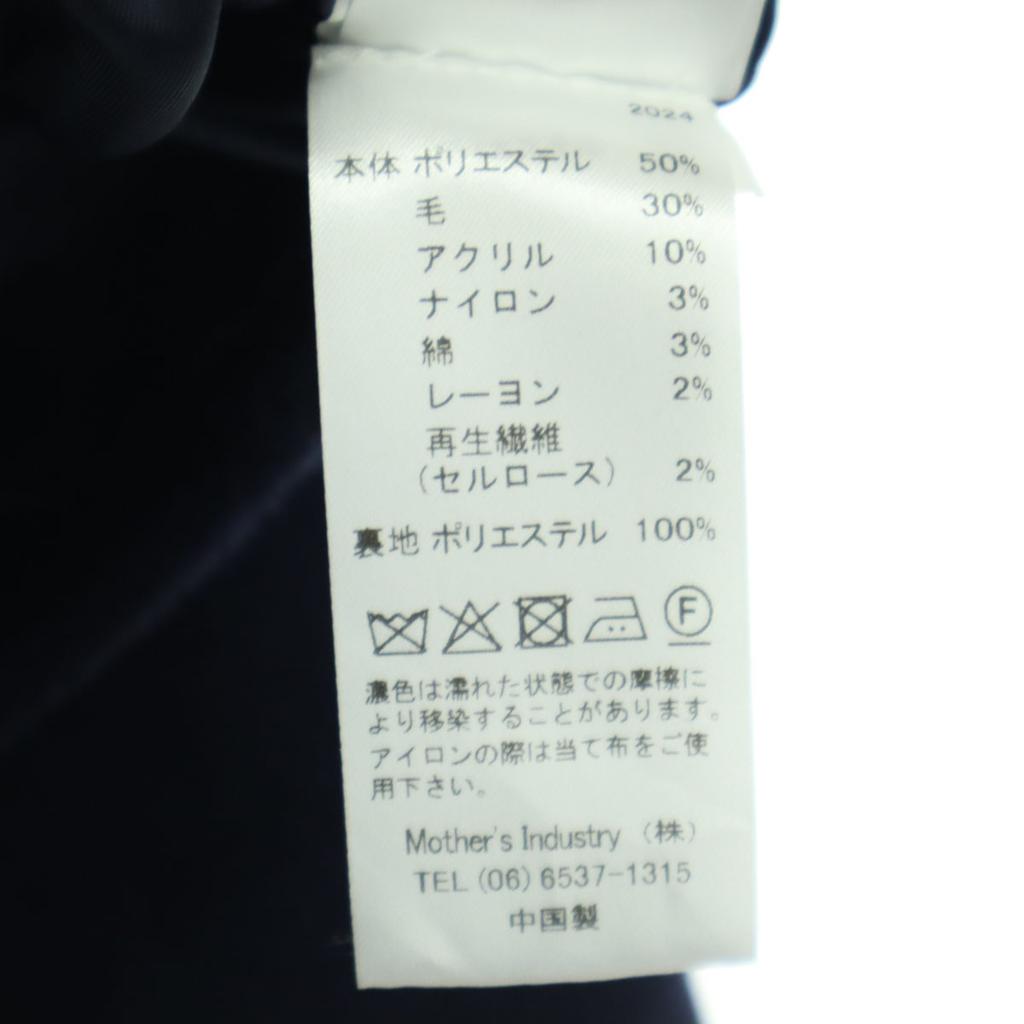 2024
本体 ポリエステル 50%
毛 30%
アクリル 10%
ナイロン 3%
綿 3%
レーヨン 2%
再生繊維
(セルロース) 2%
裏地 ポリエステル 100%
F
濃色は濡れた状態での摩擦に
より移染することがあります。
アイロンの際は当て布をご使
用下さい。
Mother's Industry (株)
TEL (06) 6537-1315
中国製